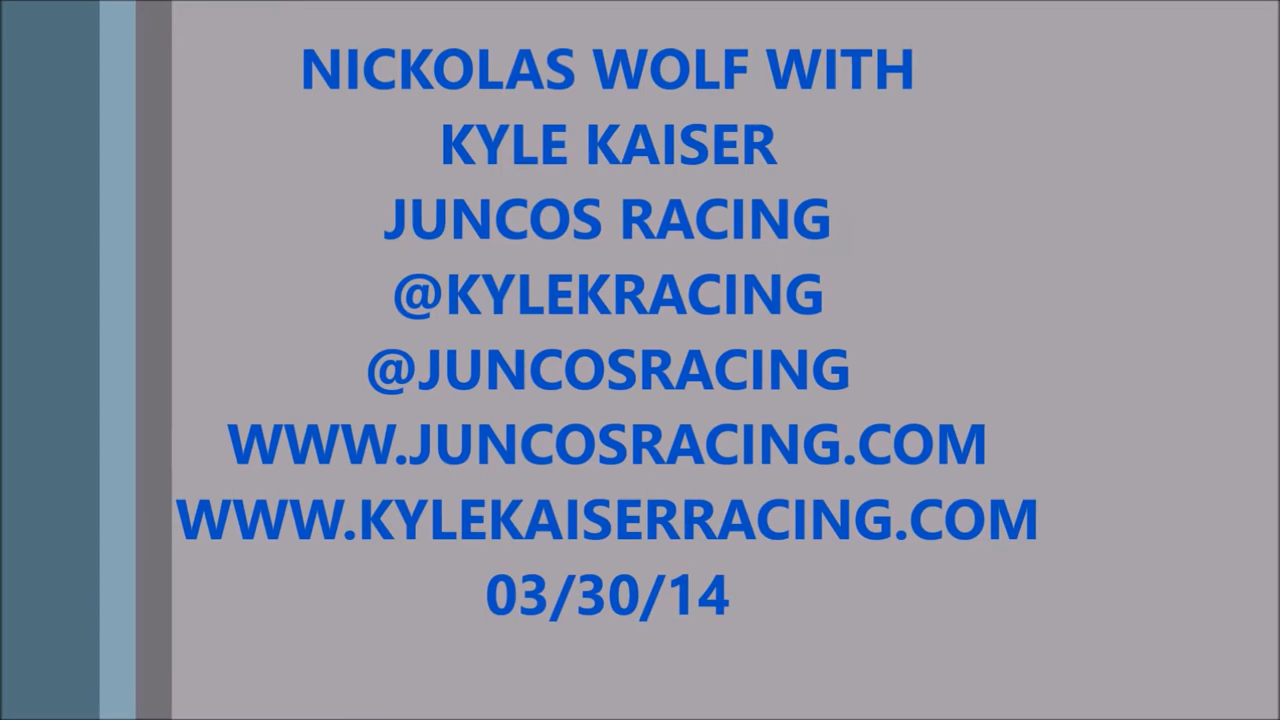 NICKOLAS WOLF WITH
KYLE KAISER
JUNCOS RACING
@KYLEKRACING
@JUNCOSRACING
WWW.JUNCOSRACING.COM
WWW.KYLEKAISERRACING.COM
03/30/14